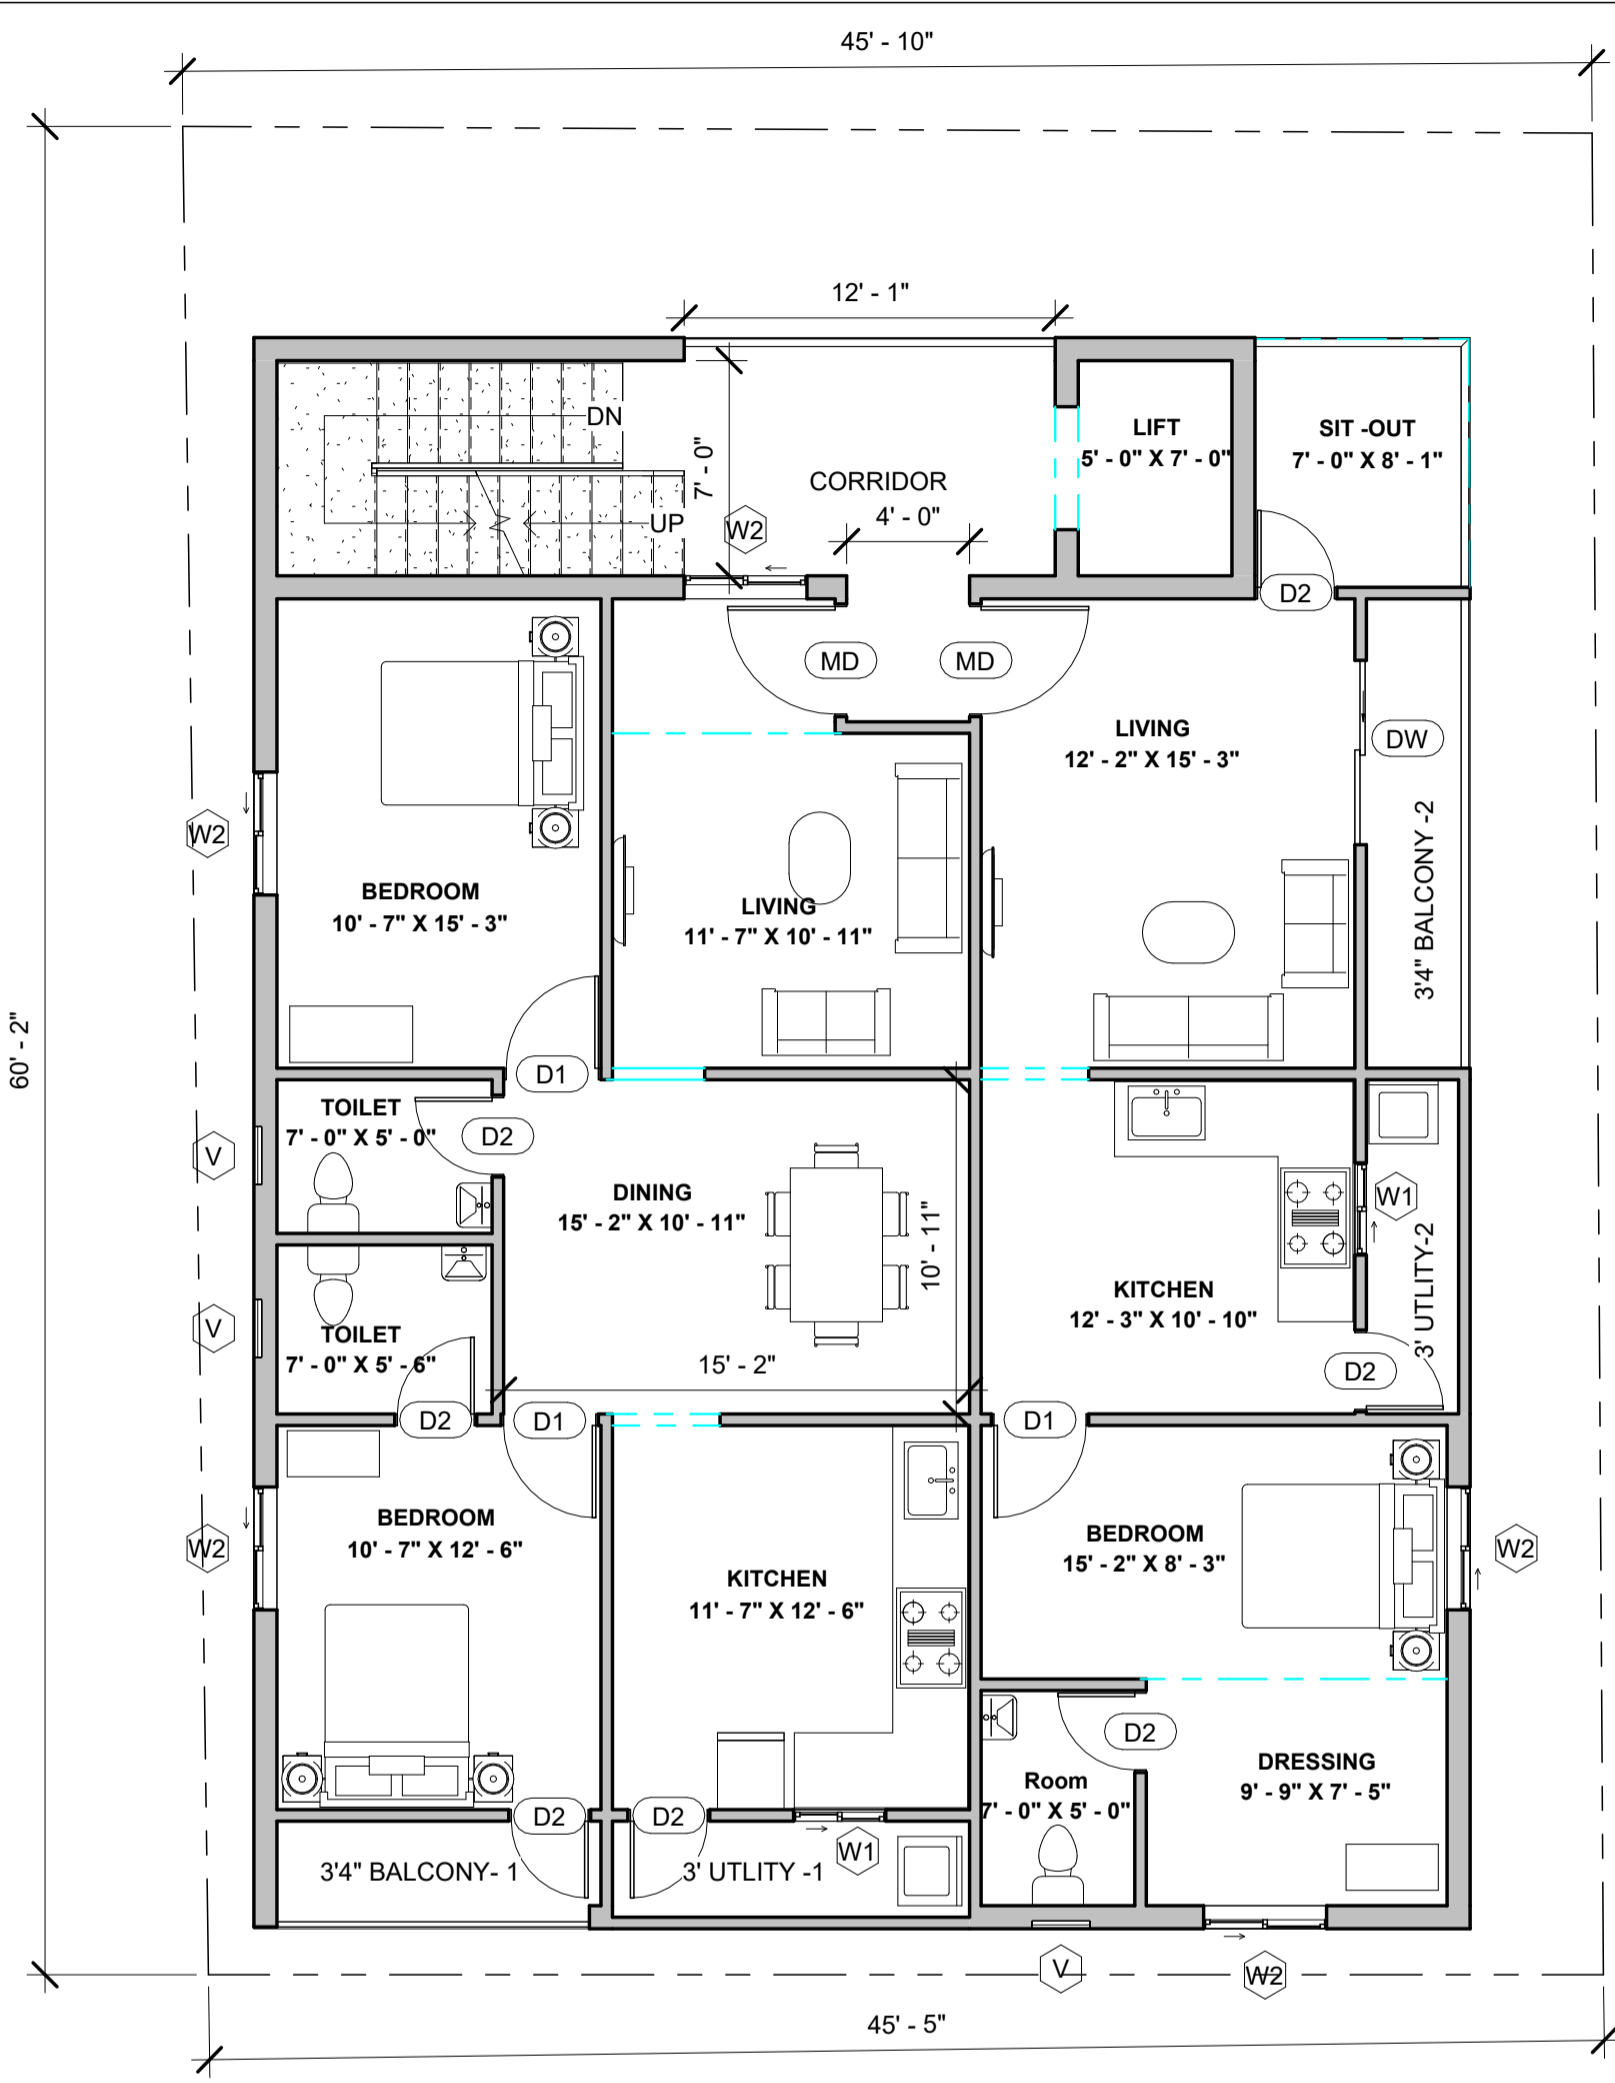 45' - 10"
12' - 1"
DN
LIFT
5' - 0" X 7' - 0"
SIT -OUT
7' - 0" X 8' - 1"
7' - 0"
CORRIDOR
4' - 0"
UP
W2
D2
MD
MD
LIVING
12' - 2" X 15' - 3"
DW
W2
3'4" BALCONY -2
BEDROOM
10' - 7" X 15' - 3"
LIVING
11' - 7" X 10' - 11"
60' - 2"
D1
TOILET
7' - 0" X 5' - 0"
D2
V
DINING
15' - 2" X 10' - 11"
10' - 11"
W1
3' UTLITY-2
KITCHEN
12' - 3" X 10' - 10"
V
TOILET
7' - 0" X 5' - 6"
15' - 2"
D2
D2
D1
D1
BEDROOM
10' - 7" X 12' - 6"
W2
BEDROOM
15' - 2" X 8' - 3"
W2
KITCHEN
11' - 7" X 12' - 6"
D2
DRESSING
9' - 9" X 7' - 5"
Room
7' - 0" X 5' - 0"
D2
D2
W1
3'4" BALCONY- 1
3' UTLITY -1
V
W2
45' - 5"